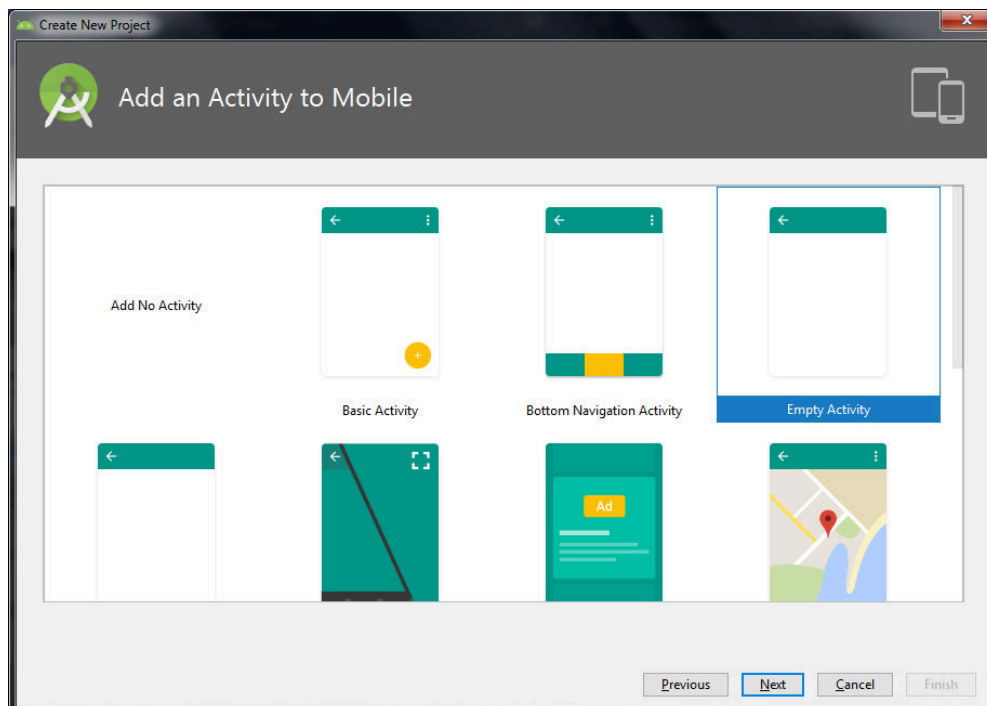 Create New Project
Add an Activity to Mobile
Add No Activity
Basic Activity
Bottom Navigation Activity
Empty Activity
Ad
Previous
Next
Cancel
Finish